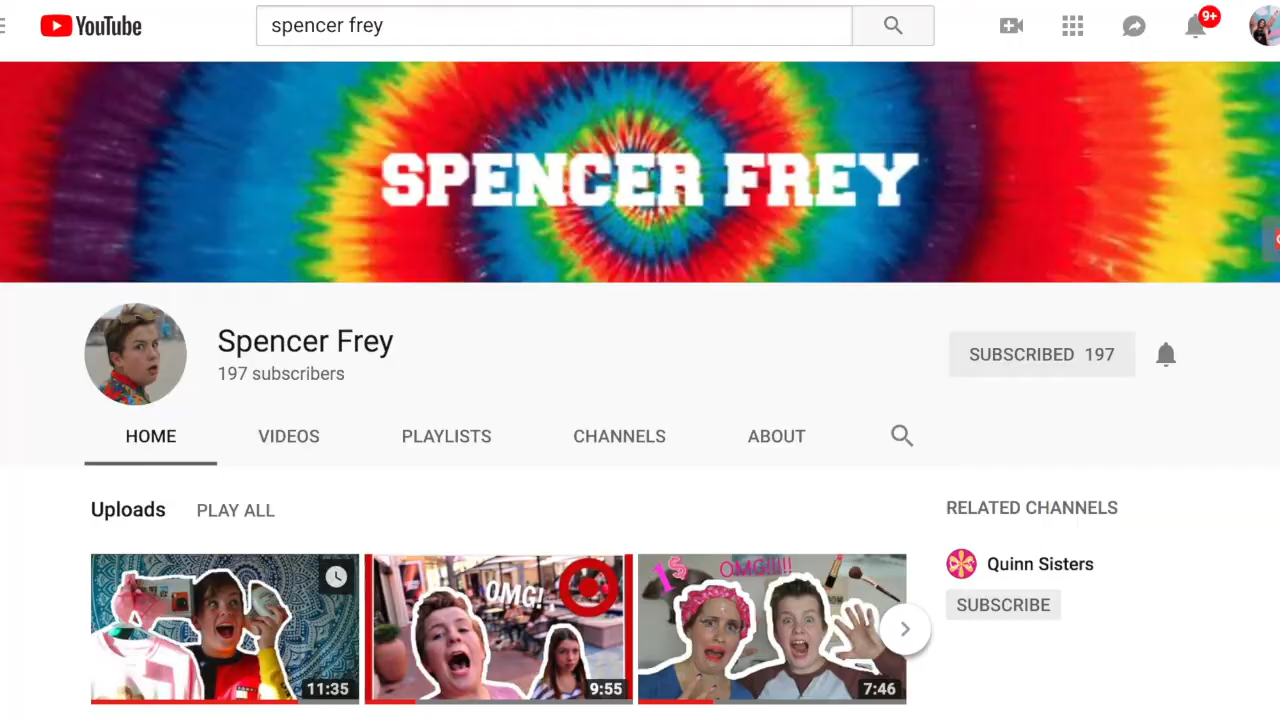 YouTube
spencer frey
9+
SPENCER FREY
Spencer Frey
197 subscribers
SUBSCRIBED 197
HOME
VIDEOS
PLAYLISTS
CHANNELS
ABOUT
Uploads
PLAY ALL
RELATED CHANNELS
Quinn Sisters
SUBSCRIBE
11:35
OMG!
9:55
1$
OMG!!!!!
7:46